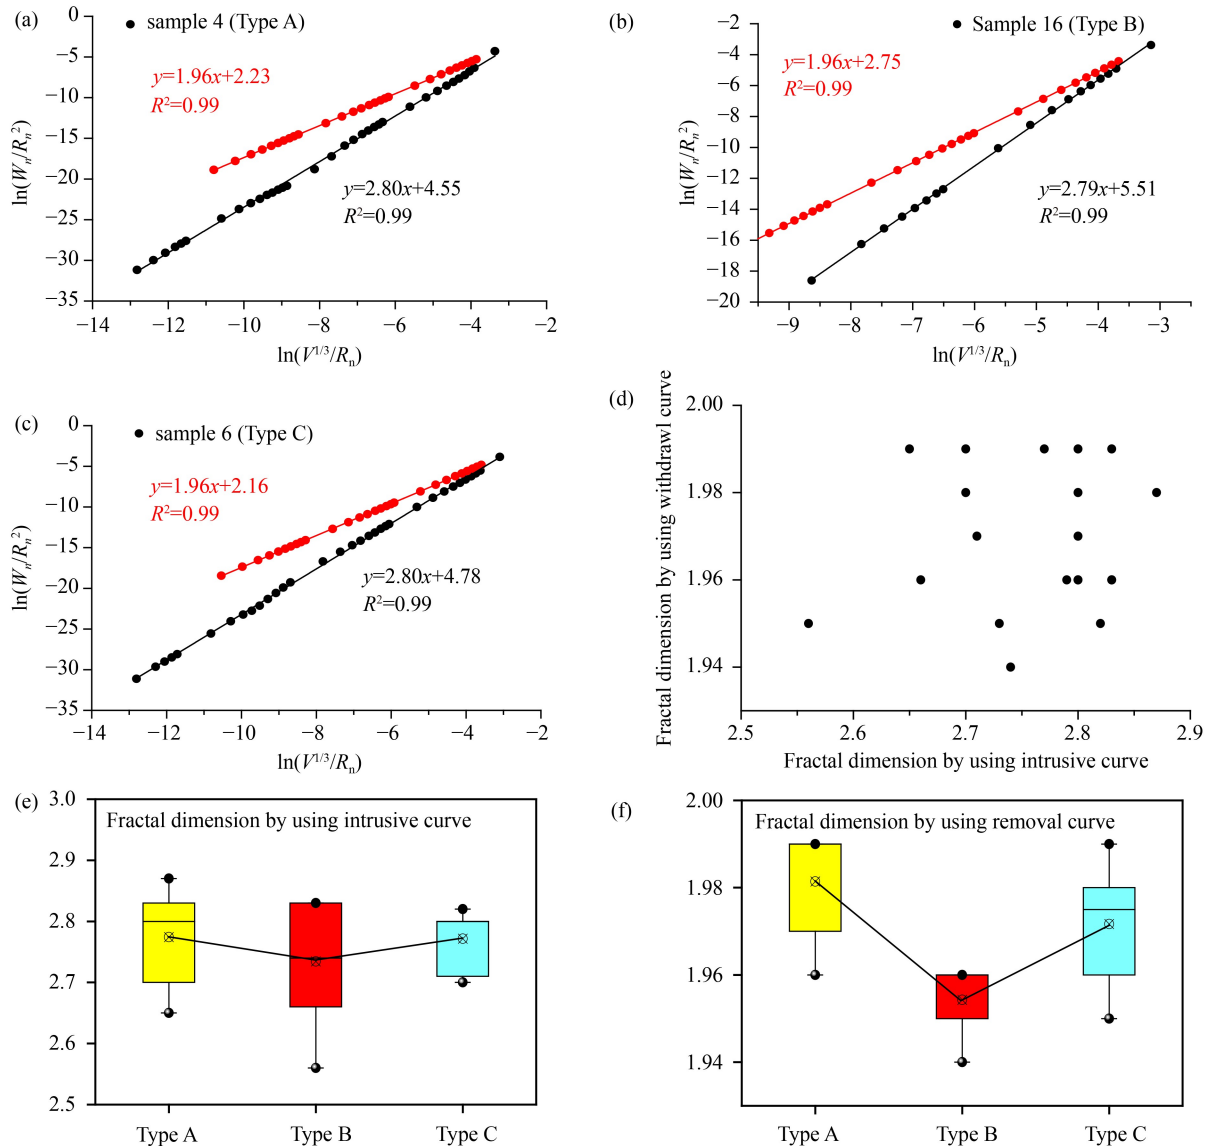 (a)
0
−5
−10
−15
−20
−25
−30
−35
ln(Wn/Rn²)
sample 4 (Type A)
y=1.96x+2.23
R²=0.99
y=2.80x+4.55
R²=0.99
−14
−12
−10
−8
−6
−4
−2
ln(V^1/3/Rn)
(b)
−2
−4
−6
−8
−10
−12
−14
−16
−18
−20
ln(Wn/Rn²)
Sample 16 (Type B)
y=1.96x+2.75
R²=0.99
y=2.79x+5.51
R²=0.99
−9
−8
−7
−6
−5
−4
−3
ln(V^1/3/Rn)
(c)
0
−5
−10
−15
−20
−25
−30
−35
ln(Wn/Rn²)
sample 6 (Type C)
y=1.96x+2.16
R²=0.99
y=2.80x+4.78
R²=0.99
−14
−12
−10
−8
−6
−4
−2
ln(V^1/3/Rn)
(d)
2.00
1.98
1.96
1.94
Fractal dimension by using withdrawl curve
2.5
2.6
2.7
2.8
2.9
Fractal dimension by using intrusive curve
(e)
3.0
2.9
2.8
2.7
2.6
2.5
Fractal dimension by using intrusive curve
Type A
Type B
Type C
(f)
2.00
1.98
1.96
1.94
Fractal dimension by using removal curve
Type A
Type B
Type C